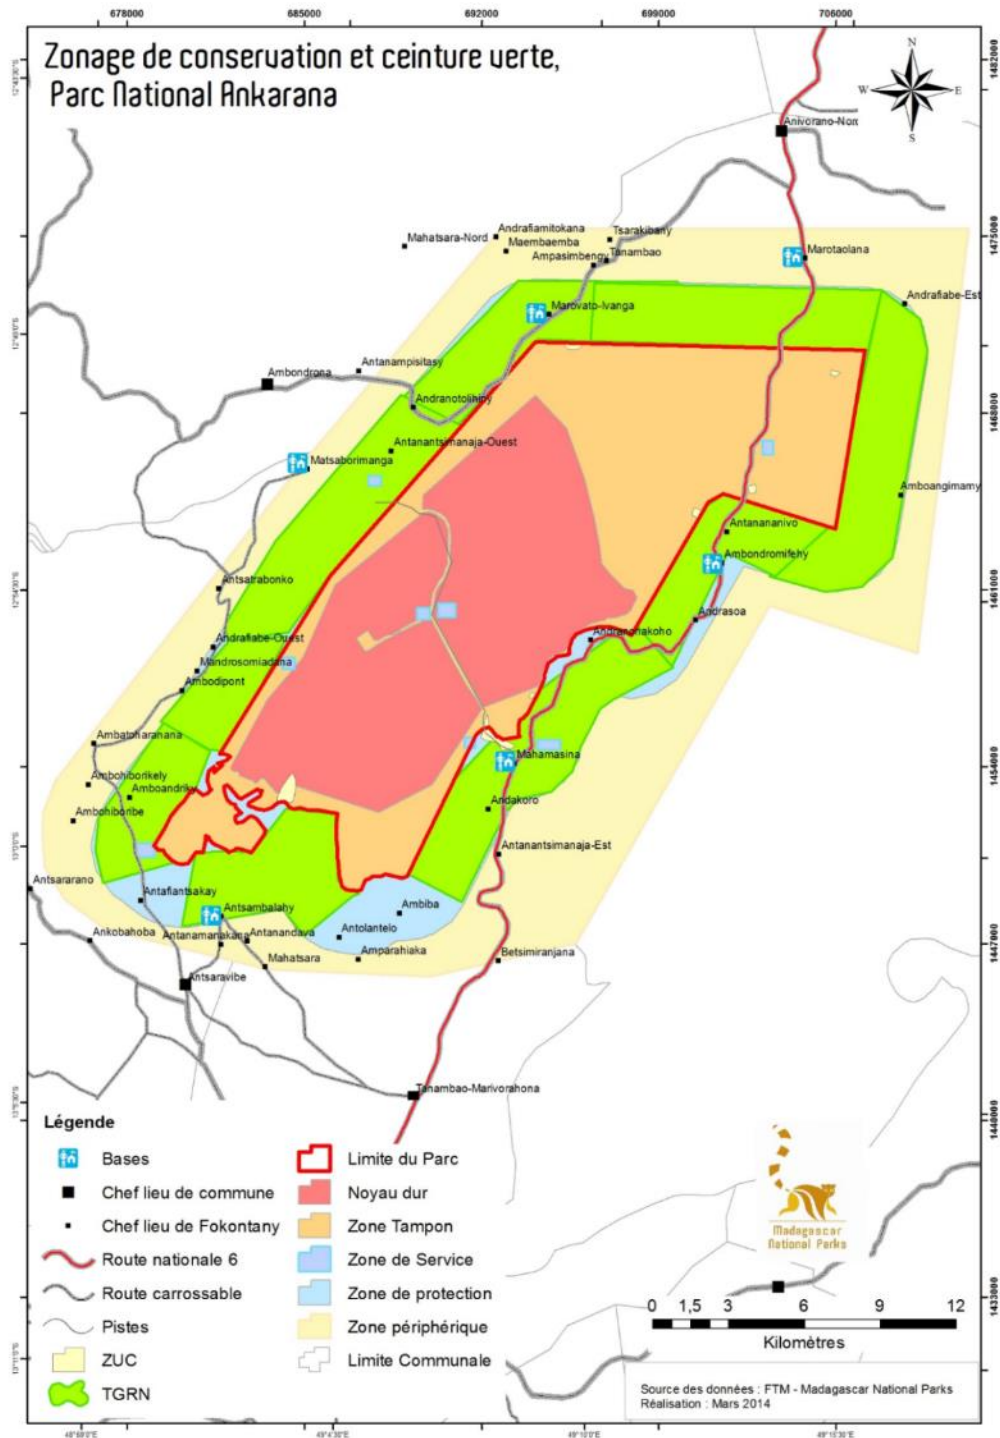 678000 685000 692000 699000 706000
Zonage de conservation et ceinture verte,
Parc National Ankarana
N
W E
S
1482000
Anivorano-Nord
1475000
Andrafiamitokana
Tsarakibany
Mahatsara-Nord
Maembaemba
Ampasimbengy
Tanambao
Marotaolana
Andrafiabe-Est
Marovato-Ivanga
Antanampisitasy
Ambondrona
Andranotolihipy
1468000
Antanantsimanaja-Ouest
Matsaborimanga
Amboangimamy
Antanananivo
Ambondromifehy
Antsatrabonko
1461000
Andrasoa
Andrafiabe-Ouest
Andranonakoho
Mandrosomiadana
Ambodipont
Ambatoharanana
Mahamasina
1454000
Ambohiborikely
Amboandriky
Ambohiboribe
Andakoro
Antanantsimanaja-Est
Antsararano
Antafiantsakay
Ambiba
Antsambalahy
Ankobahoba
Antanamanakana
Antanandava
Antolantelo
1447000
Mahatsara
Amparahiaka
Betsimiranjana
Antsaravibe
Tanambao-Marivorahona
1440000
Légende
Bases
Chef lieu de commune
Chef lieu de Fokontany
Route nationale 6
Route carrossable
Pistes
ZUC
TGRN
Limite du Parc
Noyau dur
Zone Tampon
Zone de Service
Zone de protection
Zone périphérique
Limite Communale
Madagascar
National Parks
1433000
0 1,5 3 6 9 12
Kilomètres
Source des données : FTM - Madagascar National Parks
Réalisation : Mars 2014